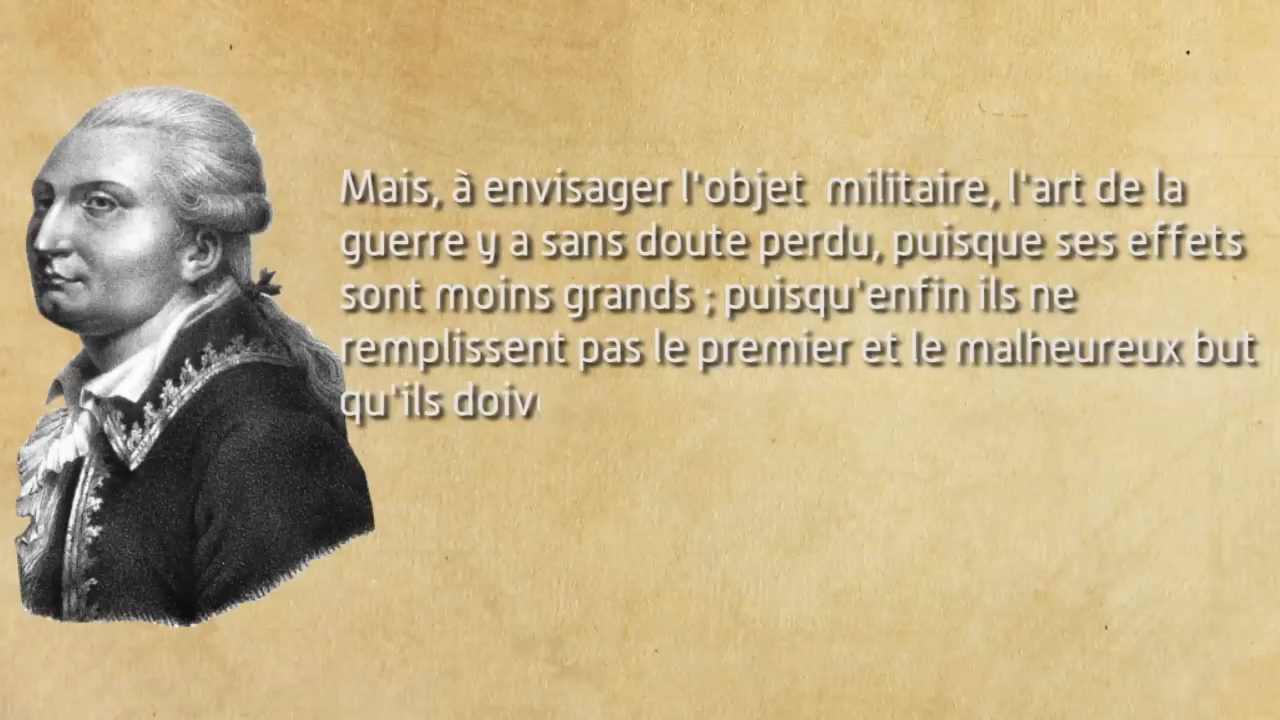 Mais, à envisager l'objet militaire, l'art de la
guerre y a sans doute perdu, puisque ses effets
sont moins grands ; puisqu'enfin ils ne
remplissent pas le premier et le malheureux but
qu'ils doiv